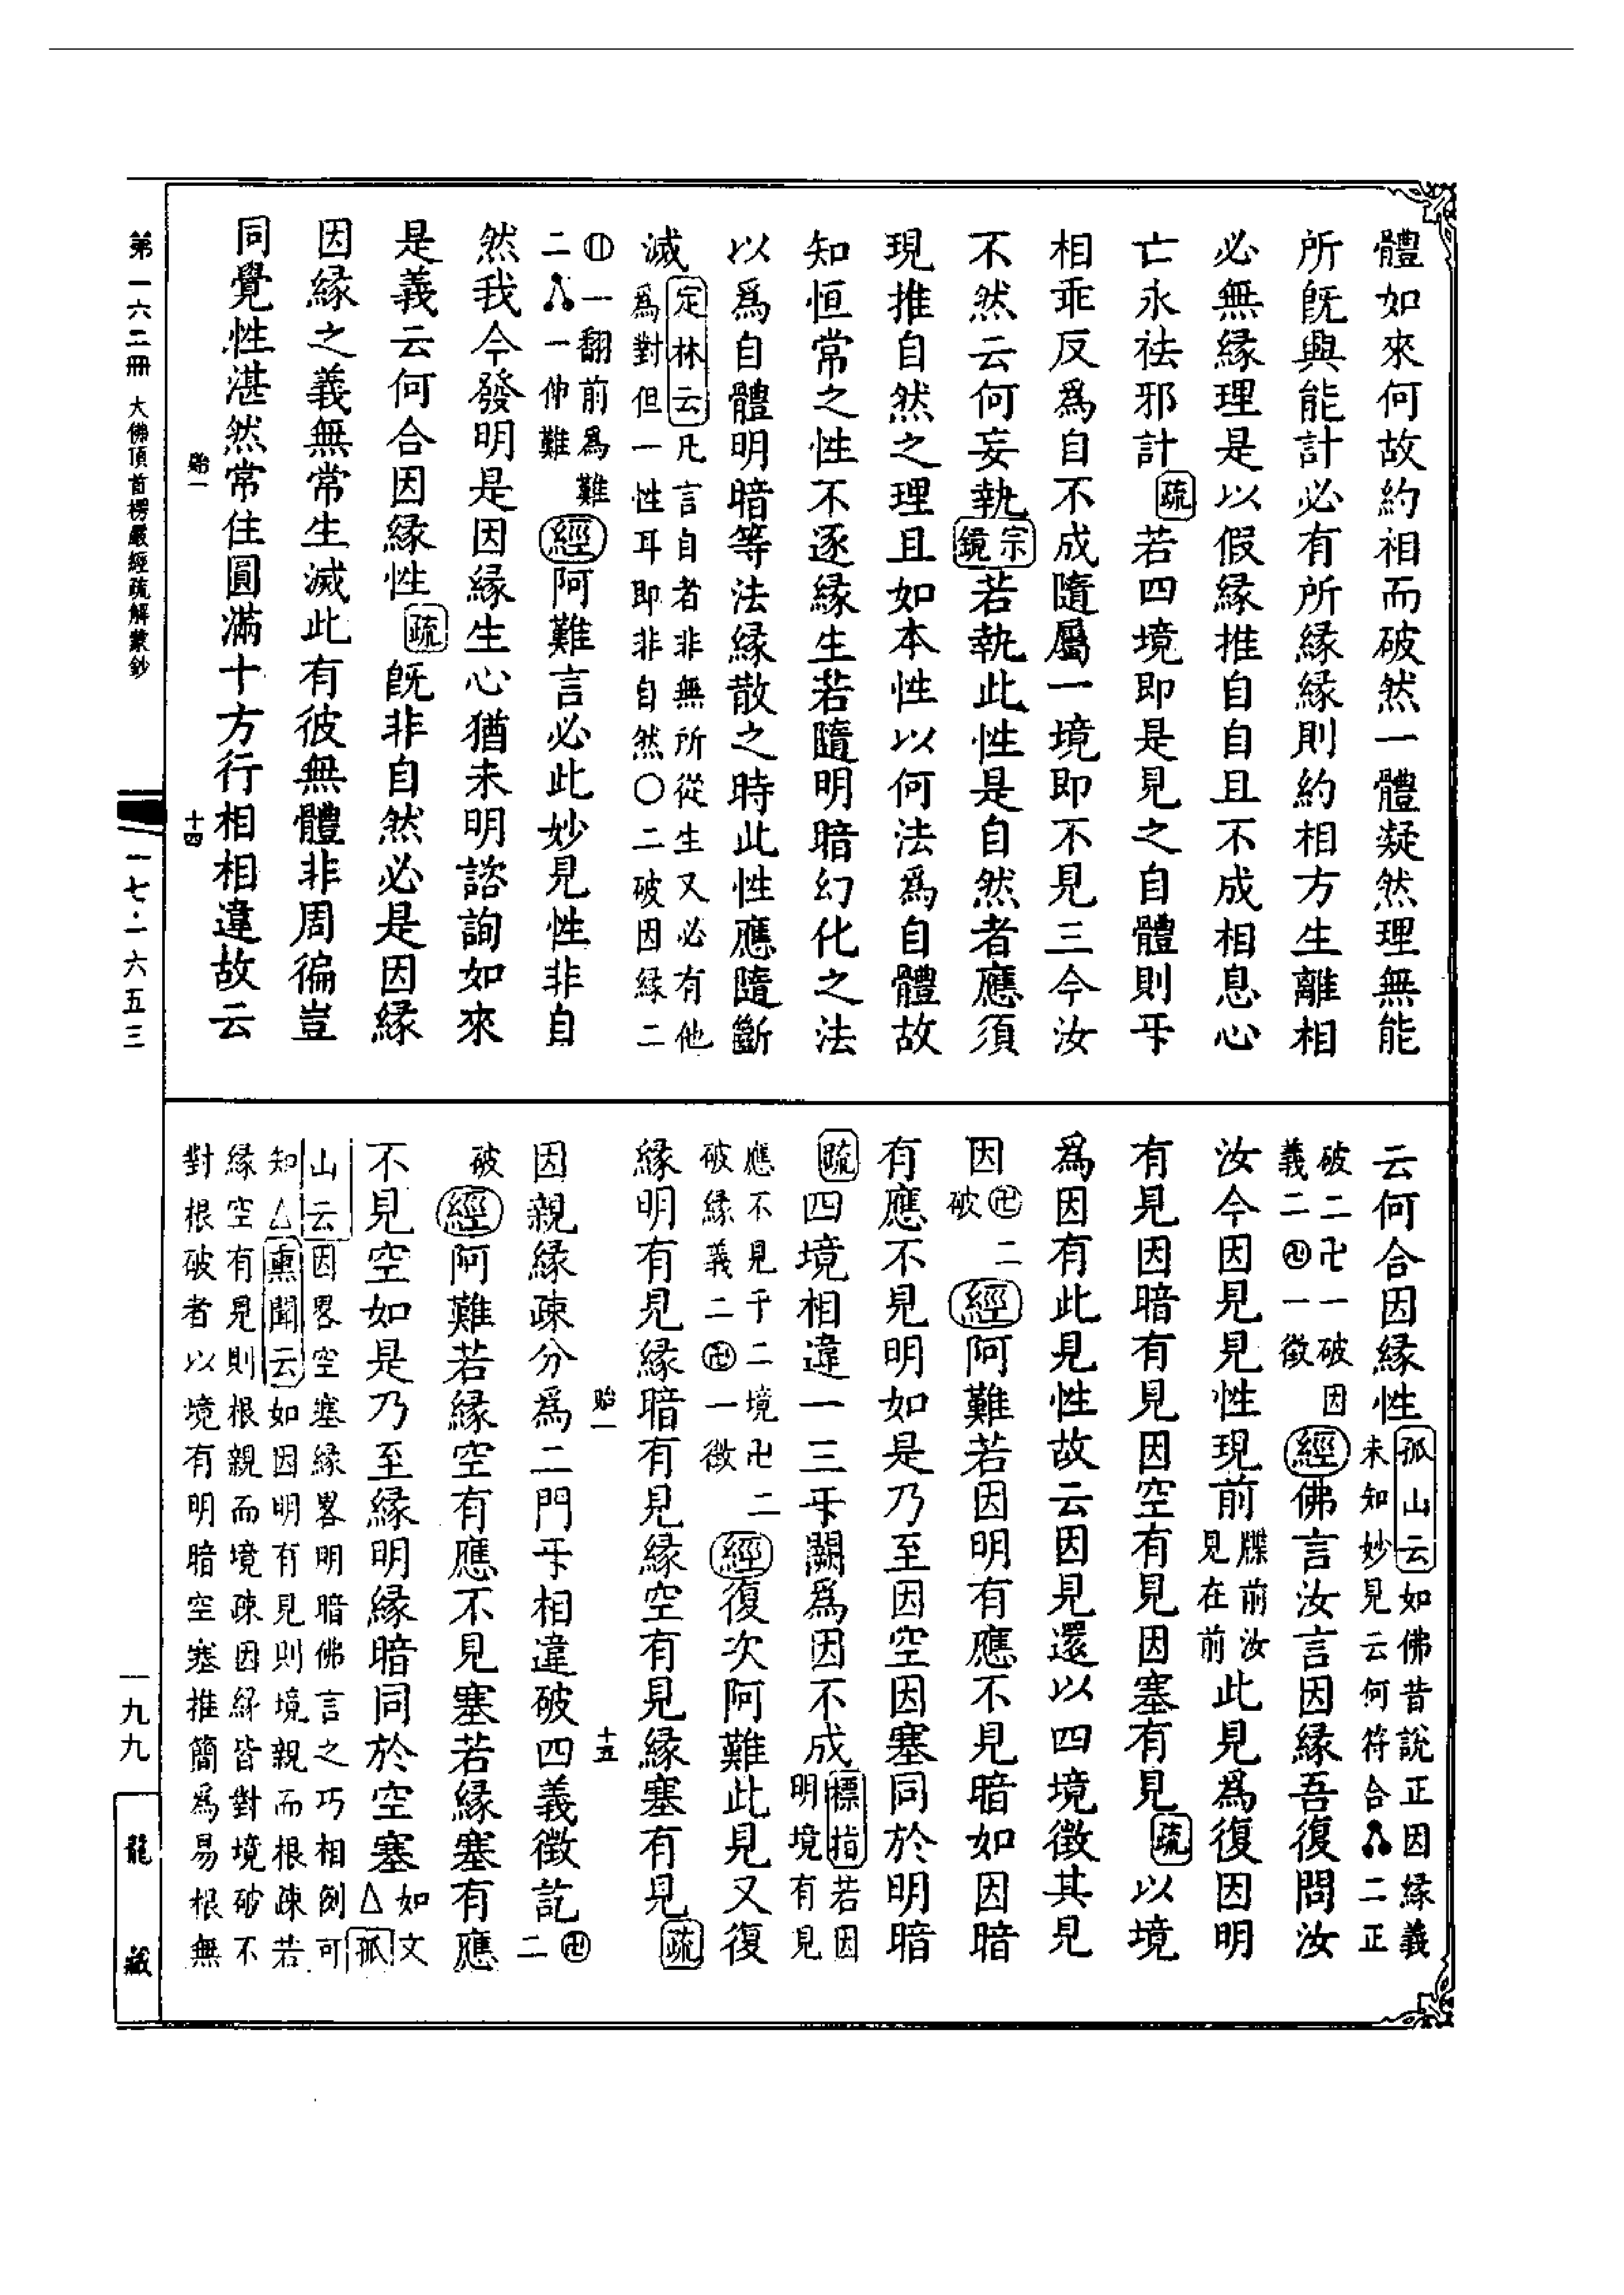 體如來何故約祖而破然一體凝然理無能
所旣與能計必有所緣緣則約相方生離相
必無緣理是以假緣推自自且不成相息心
亡永祛邪計疏若四境即是見之自體則㸦
相乖反爲自不成隨屬一境即不見三今汝
不然云何妄執宗鏡若執此性是自然者應須
現推自然之理且如本性以何法爲自體故
知恒常之性不逐緣生若隨明暗幻化之法
以爲自體明暗等法緣散之時此性應隨斷
滅定林云凡言自者非無所從生又必有他
爲對但一性耳即非自然〇二破因緣二
⑪一翻前爲難
二一伸難
經阿難言必此妙見性非自
然我今發明是因緣生心猶未明諮詢如來
是義云何合因緣性疏旣非自然必是因緣
因緣之義無常生滅此有彼無體非周徧豈
同覺性湛然常住圓滿十方行相相違故云
貽一 十四
第一六二冊 大佛頂首楞嚴經疏解蒙鈔 一七·一六五三
云何合因緣性孤山云如佛昔說正因緣義
未知妙見云何符合二正
破二卍一破因
義二卍一徵
經佛言汝言因緣吾復問汝
汝今因見見性現前牒前汝
見在前
此見爲復因明
有見因暗有見因空有見因塞有見疏以境
爲因有此見性故云因見還以四境徵其見
因卍二
破
經阿難若因明有應不見暗如因暗
有應不見明如是乃至因空因塞同於明暗
疏四境相違一三㸦闕爲因不成標指若因
明境有見
應不見于二境卍二
破緣義二卍一徵
經復次阿難此見又復
緣明有見緣暗有見緣空有見緣塞有見疏
貽一 十五
因親緣疎分爲二門㸦相違破四義徵訖卍
二
破經阿難若緣空有應不見塞若緣塞有應
不見空如是乃至緣明緣暗同於空塞如文
△孤
山云因畧空塞緣畧明暗佛言之巧相例可
知△熏聞云如因明有見則境親而根疎若
緣空有見則根親而境疎因緣皆對境破不
對根破者以境有明暗空塞推簡爲易根無
一九九 龍藏